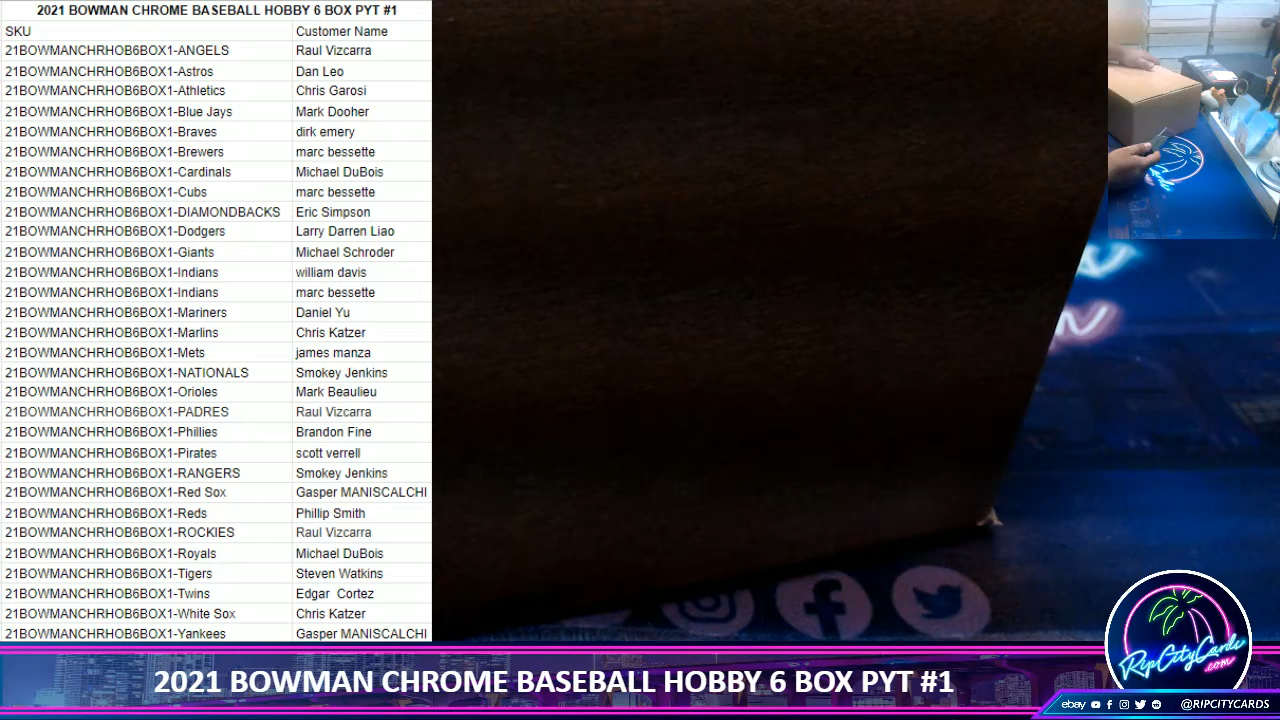 2021 BOWMAN CHROME BASEBALL HOBBY 6 BOX PYT #1
SKU Customer Name
21BOWMANCHRHOB6BOX1-ANGELS Raul Vizcarra
21BOWMANCHRHOB6BOX1-Astros Dan Leo
21BOWMANCHRHOB6BOX1-Athletics Chris Garosi
21BOWMANCHRHOB6BOX1-Blue Jays Mark Dooher
21BOWMANCHRHOB6BOX1-Braves dirk emery
21BOWMANCHRHOB6BOX1-Brewers marc bessette
21BOWMANCHRHOB6BOX1-Cardinals Michael DuBois
21BOWMANCHRHOB6BOX1-Cubs marc bessette
21BOWMANCHRHOB6BOX1-DIAMONDBACKS Eric Simpson
21BOWMANCHRHOB6BOX1-Dodgers Larry Darren Liao
21BOWMANCHRHOB6BOX1-Giants Michael Schroder
21BOWMANCHRHOB6BOX1-Indians william davis
21BOWMANCHRHOB6BOX1-Indians marc bessette
21BOWMANCHRHOB6BOX1-Mariners Daniel Yu
21BOWMANCHRHOB6BOX1-Marlins Chris Katzer
21BOWMANCHRHOB6BOX1-Mets james manza
21BOWMANCHRHOB6BOX1-NATIONALS Smokey Jenkins
21BOWMANCHRHOB6BOX1-Orioles Mark Beaulieu
21BOWMANCHRHOB6BOX1-PADRES Raul Vizcarra
21BOWMANCHRHOB6BOX1-Phillies Brandon Fine
21BOWMANCHRHOB6BOX1-Pirates scott verrell
21BOWMANCHRHOB6BOX1-RANGERS Smokey Jenkins
21BOWMANCHRHOB6BOX1-Red Sox Gasper MANISCALCHI
21BOWMANCHRHOB6BOX1-Reds Phillip Smith
21BOWMANCHRHOB6BOX1-ROCKIES Raul Vizcarra
21BOWMANCHRHOB6BOX1-Royals Michael DuBois
21BOWMANCHRHOB6BOX1-Tigers Steven Watkins
21BOWMANCHRHOB6BOX1-Twins Edgar Cortez
21BOWMANCHRHOB6BOX1-White Sox Chris Katzer
21BOWMANCHRHOB6BOX1-Yankees Gasper MANISCALCHI
2021 BOWMAN CHROME BASEBALL HOBBY 6 BOX PYT #1
RipCityCards
.com
ebay @RIPCITYCARDS